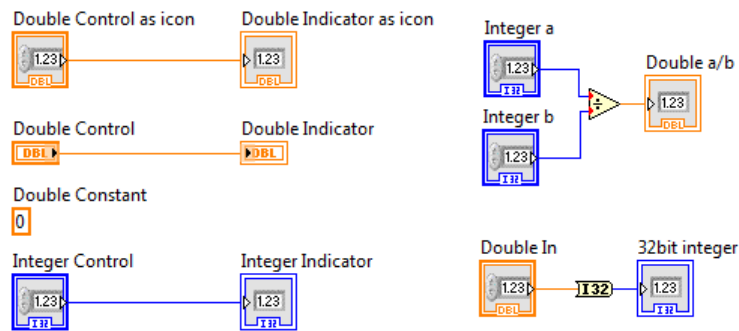 Double Control as icon
Double Indicator as icon
1.23
DBL
1.23
DBL
Double Control
Double Indicator
DBL
DBL
Double Constant
0
Integer Control
Integer Indicator
1.23
I32
1.23
I32
Integer a
1.23
I32
Integer b
1.23
I32
÷
Double a/b
1.23
DBL
Double In
32bit integer
1.23
DBL
I32
1.23
I32